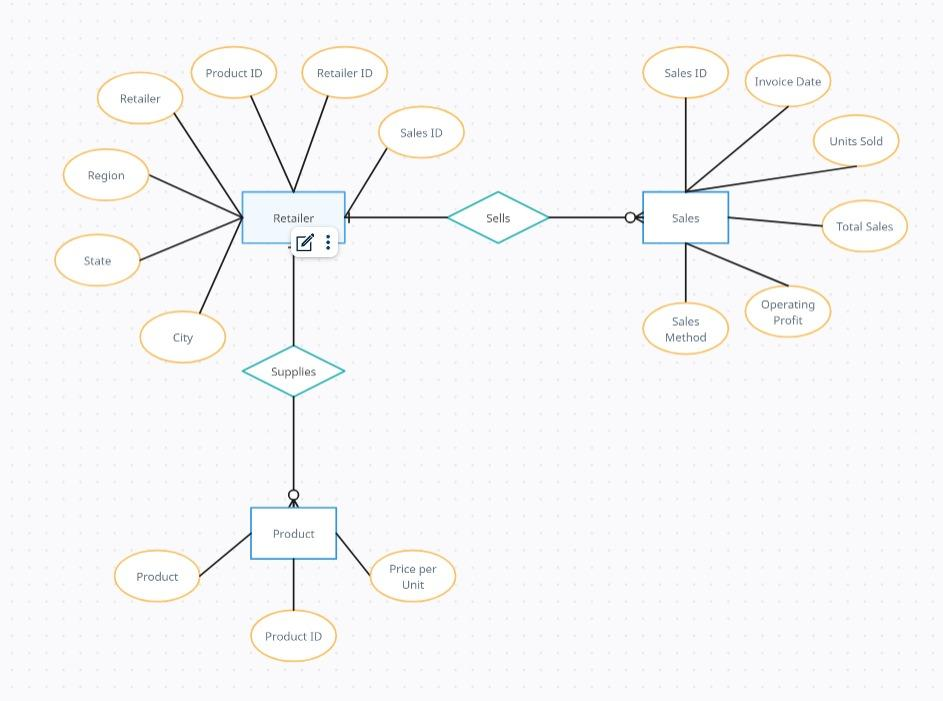 Product ID
Retailer ID
Sales ID
Invoice Date
Retailer
Sales ID
Units Sold
Region
Retailer
Sells
Sales
Total Sales
State
Operating
Profit
Sales
Method
City
Supplies
Product
Product
Price per
Unit
Product ID